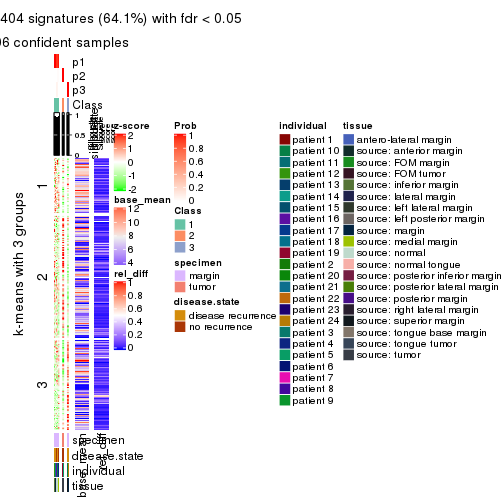 404 signatures (64.1%) with fdr < 0.05
96 confident samples
p1
p2
p3
Class
1
0.5
0
k-means with 3 groups
1
2
3
specimen
disease.state
individual
tissue
base_mean
rel_diff
z-score
2
1
0
-1
-2
base_mean
12
10
8
6
4
rel_diff
1
0.8
0.6
0.4
0.2
0
Prob
1
0.8
0.6
0.4
0.2
0
Class
1
2
3
specimen
margin
tumor
disease.state
disease recurrence
no recurrence
individual
patient 1
patient 10
patient 11
patient 12
patient 13
patient 14
patient 15
patient 16
patient 17
patient 18
patient 19
patient 2
patient 20
patient 21
patient 22
patient 23
patient 24
patient 3
patient 4
patient 5
patient 6
patient 7
patient 8
patient 9
tissue
antero-lateral margin
source: anterior margin
source: FOM margin
source: FOM tumor
source: inferior margin
source: lateral margin
source: left lateral margin
source: left posterior margin
source: margin
source: medial margin
source: normal
source: normal tongue
source: posterior inferior margin
source: posterior lateral margin
source: posterior margin
source: right lateral margin
source: superior margin
source: tongue base margin
source: tongue tumor
source: tumor